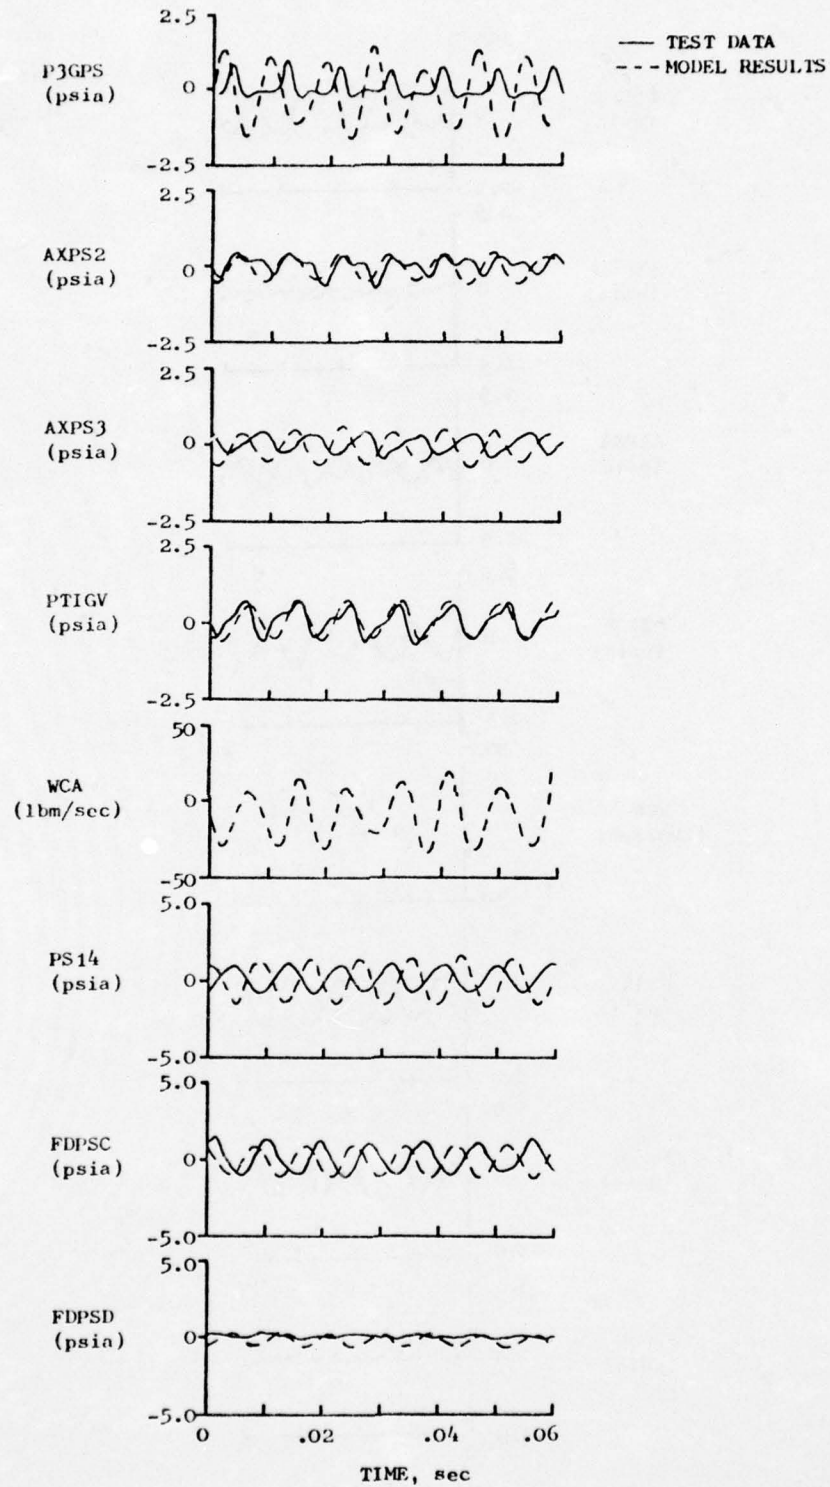 2.5
P3GPS
(psia)
0
-2.5
— TEST DATA
--- MODEL RESULTS
2.5
AXPS2
(psia)
0
-2.5
2.5
AXPS3
(psia)
0
-2.5
2.5
PTIGV
(psia)
0
-2.5
50
WCA
(lbm/sec)
0
-50
5.0
PS14
(psia)
0
-5.0
5.0
FDPSC
(psia)
0
-5.0
5.0
FDPSD
(psia)
0
-5.0
0 .02 .04 .06
TIME, sec